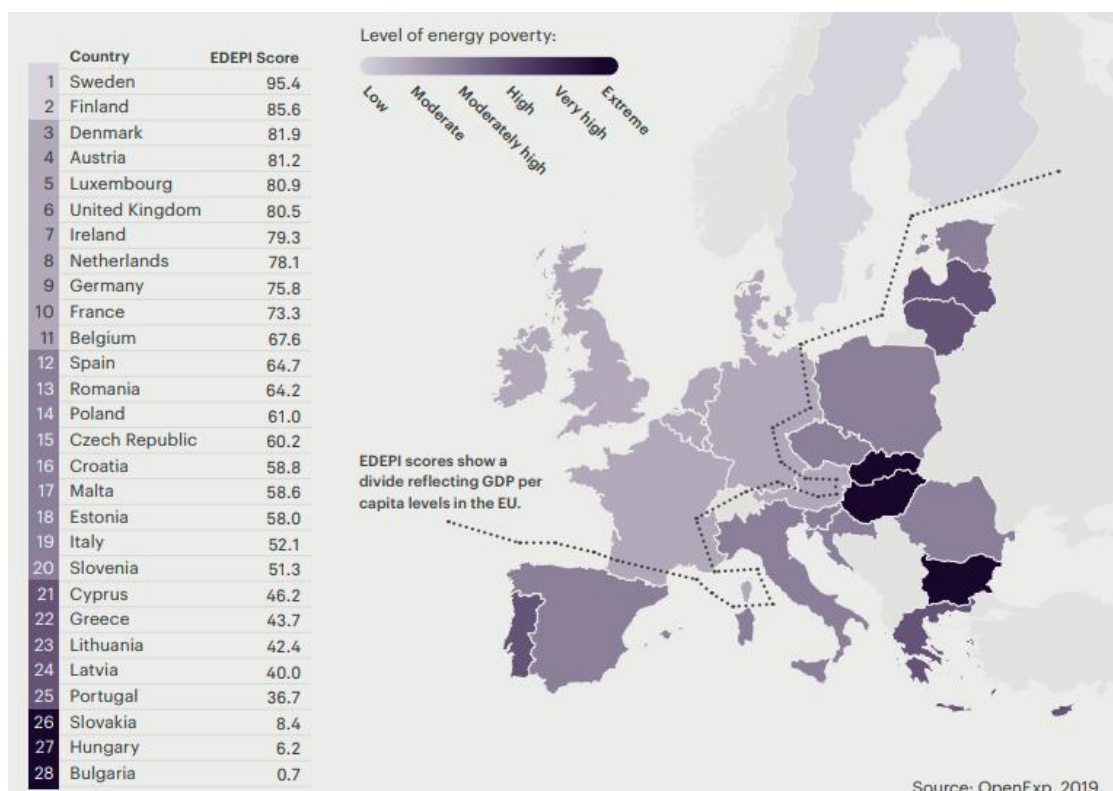 Country EDEPI Score
1 Sweden 95.4
2 Finland 85.6
3 Denmark 81.9
4 Austria 81.2
5 Luxembourg 80.9
6 United Kingdom 80.5
7 Ireland 79.3
8 Netherlands 78.1
9 Germany 75.8
10 France 73.3
11 Belgium 67.6
12 Spain 64.7
13 Romania 64.2
14 Poland 61.0
15 Czech Republic 60.2
16 Croatia 58.8
17 Malta 58.6
18 Estonia 58.0
19 Italy 52.1
20 Slovenia 51.3
21 Cyprus 46.2
22 Greece 43.7
23 Lithuania 42.4
24 Latvia 40.0
25 Portugal 36.7
26 Slovakia 8.4
27 Hungary 6.2
28 Bulgaria 0.7
Level of energy poverty:
Low
Moderate
Moderately high
High
Very high
Extreme
EDEPI scores show a
divide reflecting GDP per
capita levels in the EU.
Source: OpenExp, 2019.